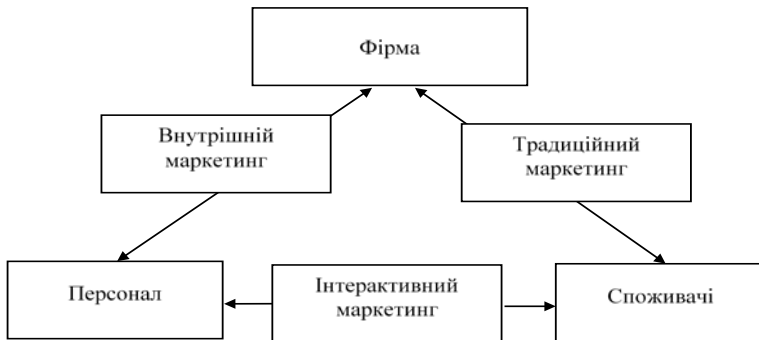 Фірма
Внутрішній
маркетинг
Традиційний
маркетинг
Персонал
Інтерактивний
маркетинг
Споживачі